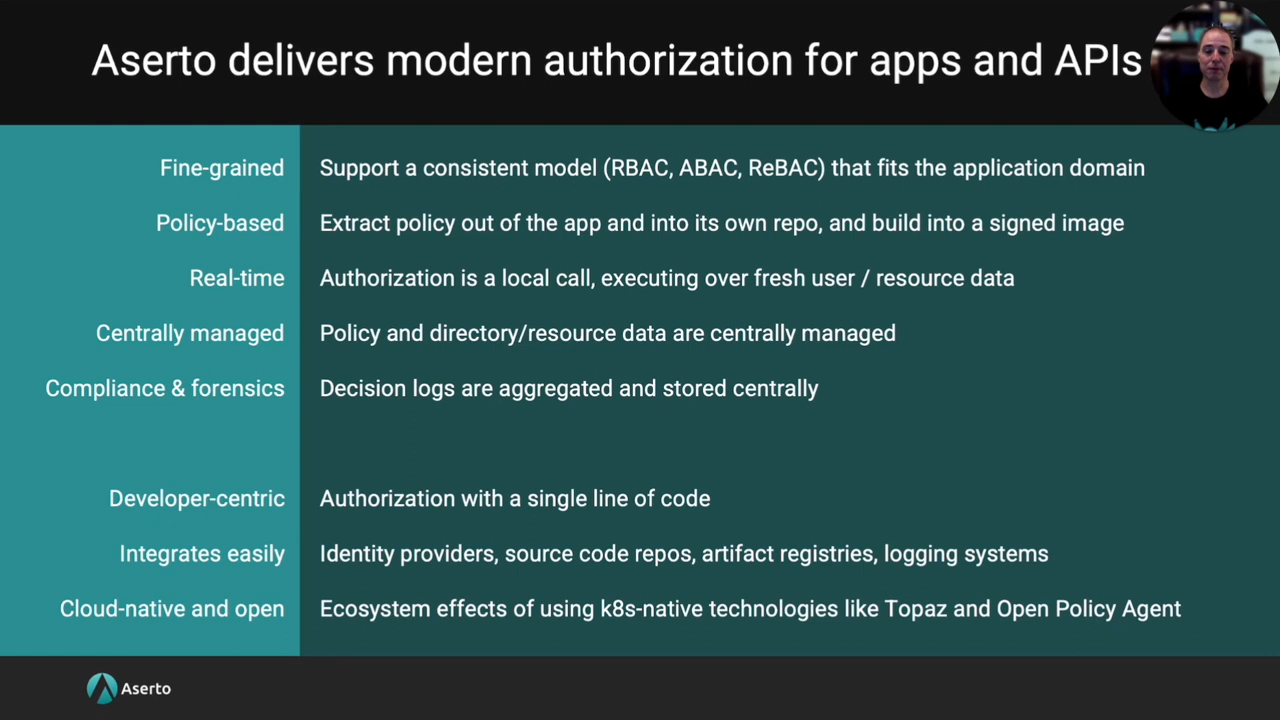 Aserto delivers modern authorization for apps and APIs
Fine-grained Support a consistent model (RBAC, ABAC, ReBAC) that fits the application domain
Policy-based Extract policy out of the app and into its own repo, and build into a signed image
Real-time Authorization is a local call, executing over fresh user / resource data
Centrally managed Policy and directory/resource data are centrally managed
Compliance & forensics Decision logs are aggregated and stored centrally
Developer-centric Authorization with a single line of code
Integrates easily Identity providers, source code repos, artifact registries, logging systems
Cloud-native and open Ecosystem effects of using k8s-native technologies like Topaz and Open Policy Agent
Aserto